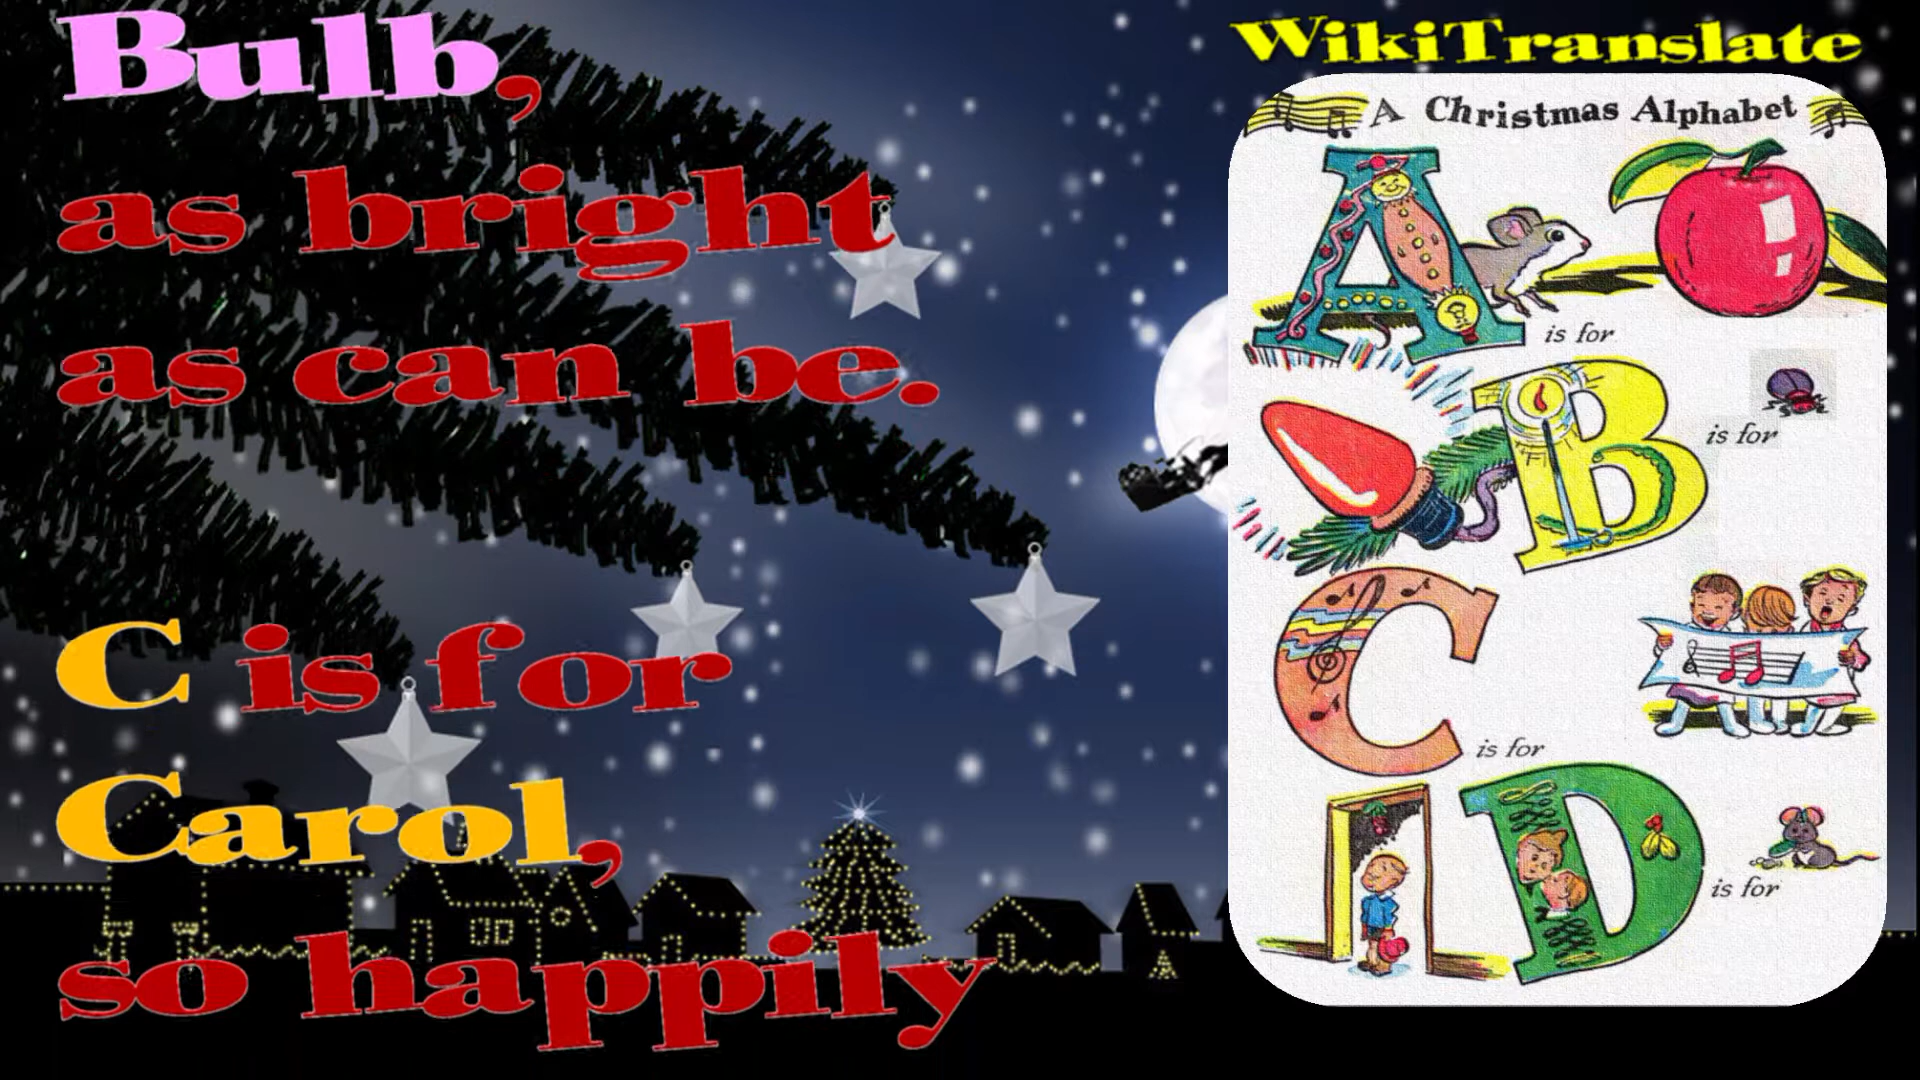 Bulb,
as bright
as can be.
C is for
Carol,
so happily
WikiTranslate
A Christmas Alphabet
A
is for
B
is for
C
is for
D
is for